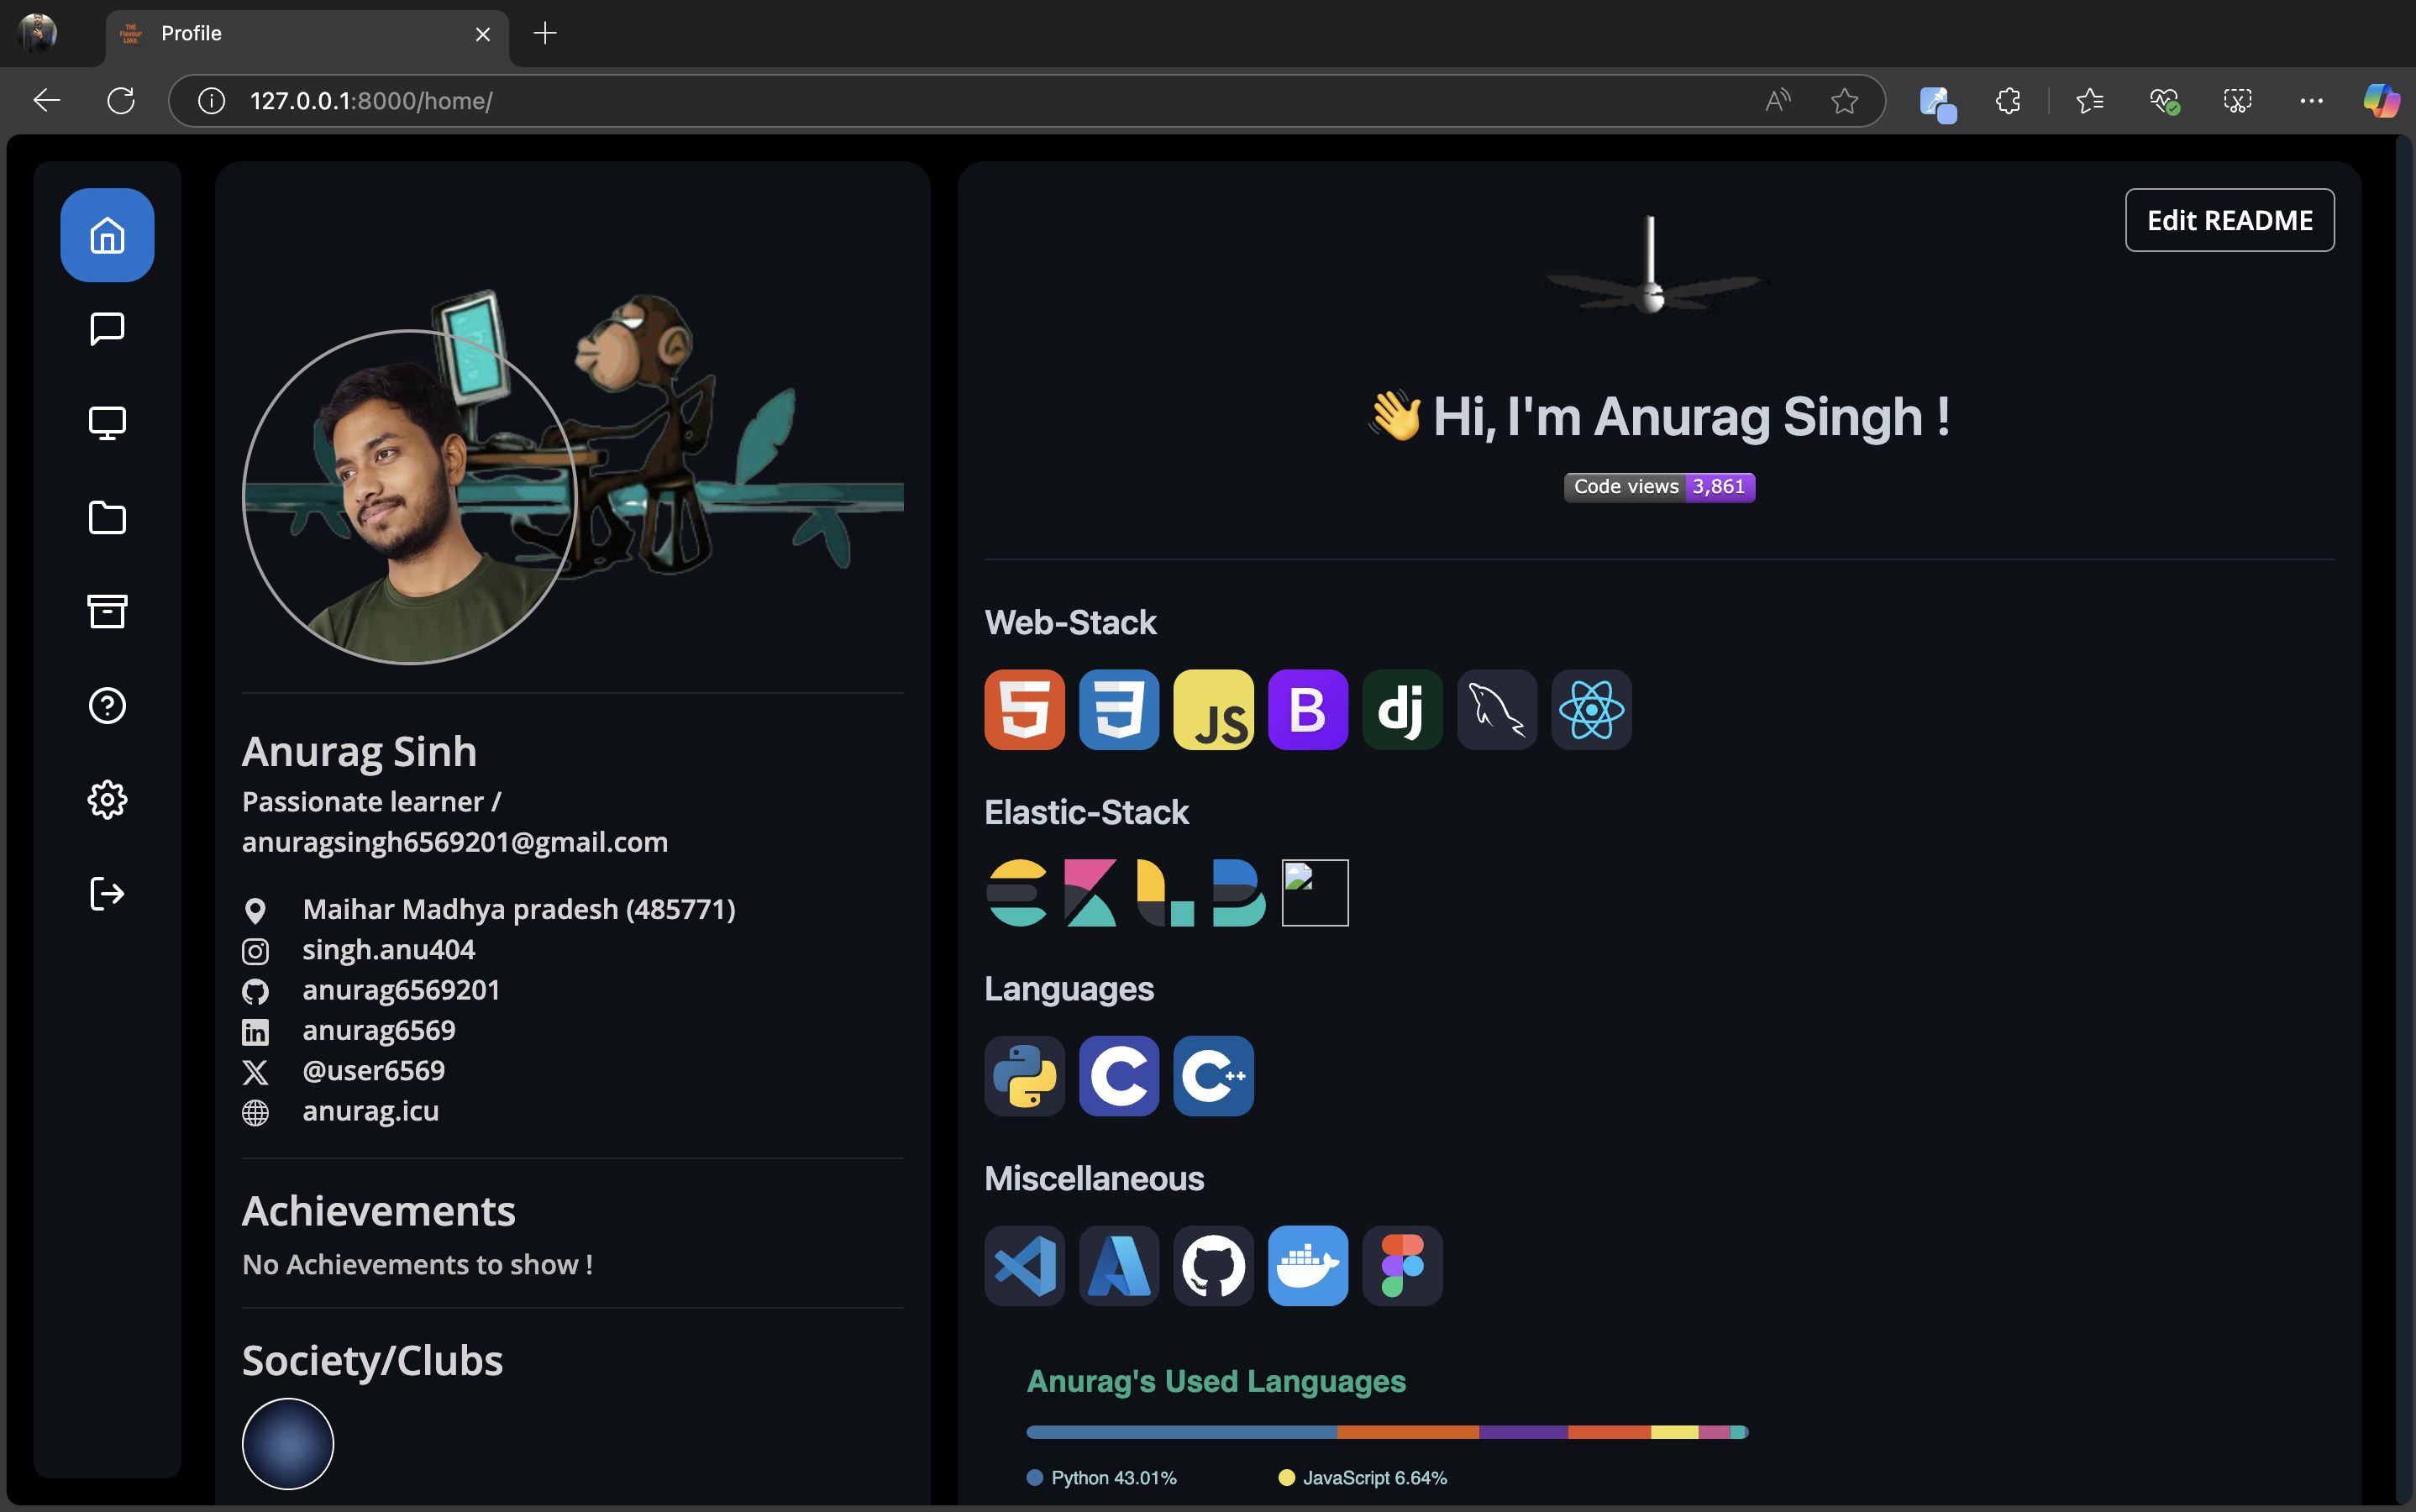 THE
Flavour
Loka.
Profile
127.0.0.1:8000/home/
Edit README
👋 Hi, I'm Anurag Singh !
Code views 3,861
Anurag Sinh
Passionate learner /
anuragsingh6569201@gmail.com
Maihar Madhya pradesh (485771)
singh.anu404
anurag6569201
anurag6569
@user6569
anurag.icu
Achievements
No Achievements to show !
Society/Clubs
Web-Stack
JS
B
dj
Elastic-Stack
Languages
C
C++
Miscellaneous
Anurag's Used Languages
Python 43.01%
JavaScript 6.64%